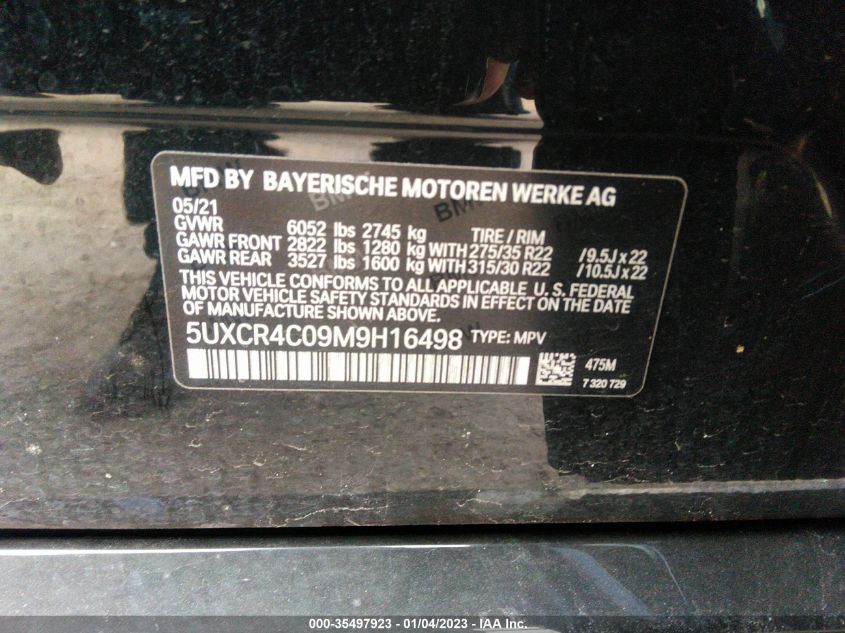 MFD BY BAYERISCHE MOTOREN WERKE AG
05/21
GVWR 6052 lbs 2745 kg TIRE / RIM
GAWR FRONT 2822 lbs 1280 kg WITH 275/35 R22 / 9.5J x 22
GAWR REAR 3527 lbs 1600 kg WITH 315/30 R22 / 10.5J x 22
THIS VEHICLE CONFORMS TO ALL APPLICABLE U.S. FEDERAL
MOTOR VEHICLE SAFETY STANDARDS IN EFFECT ON THE DATE
OF MANUFACTURE SHOWN ABOVE.
5UXCR4C09M9H16498 TYPE: MPV
475M
7 320 729
000-35497923 - 01/04/2023 - IAA Inc.